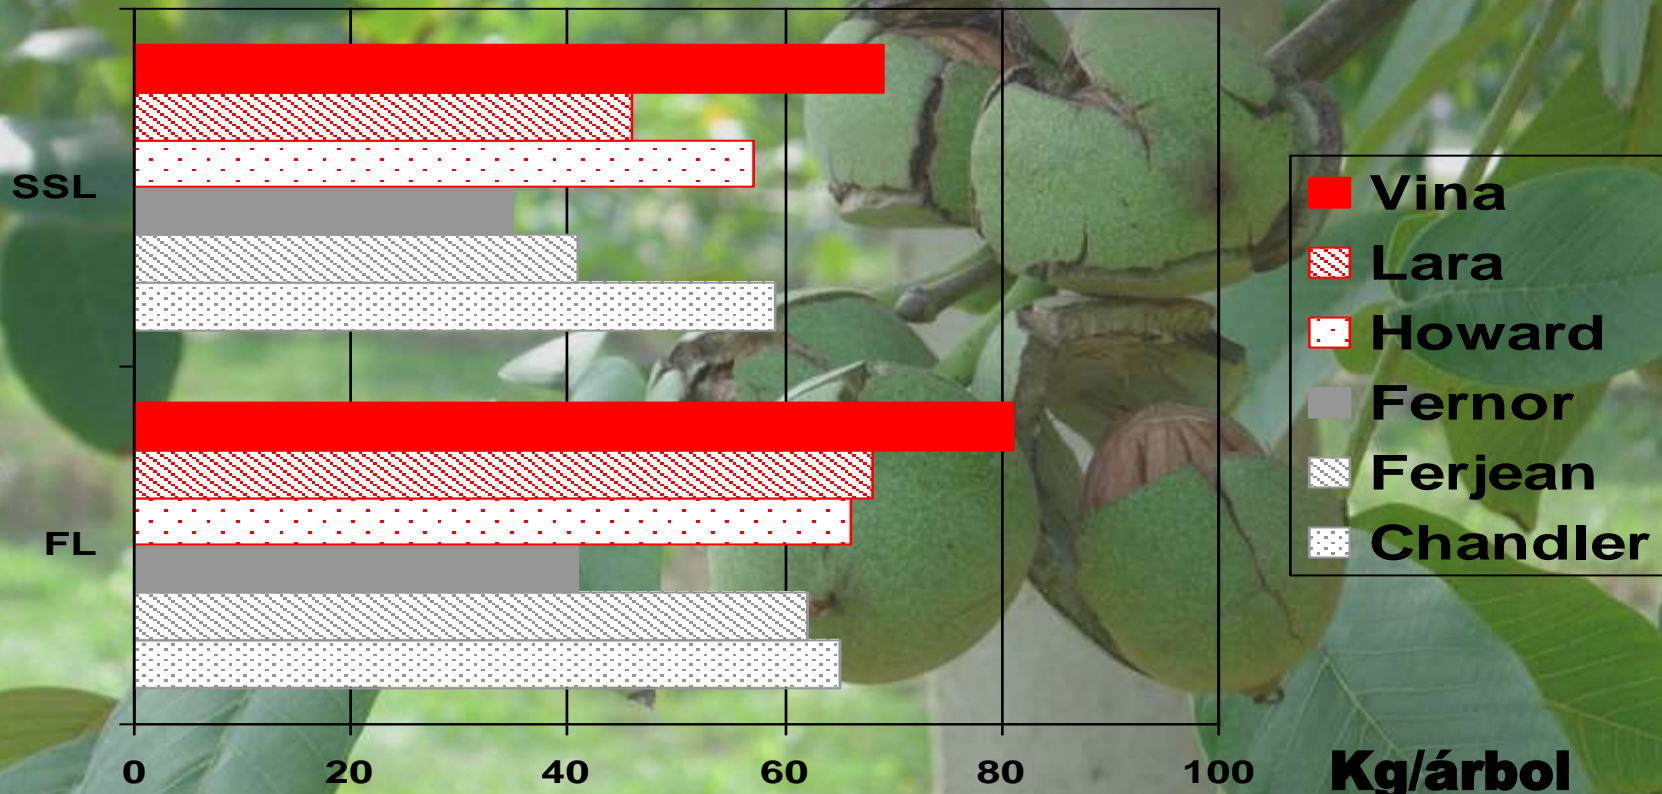 SSL
FL
0 20 40 60 80 100
Kg/árbol
Vina
Lara
Howard
Fernor
Ferjean
Chandler